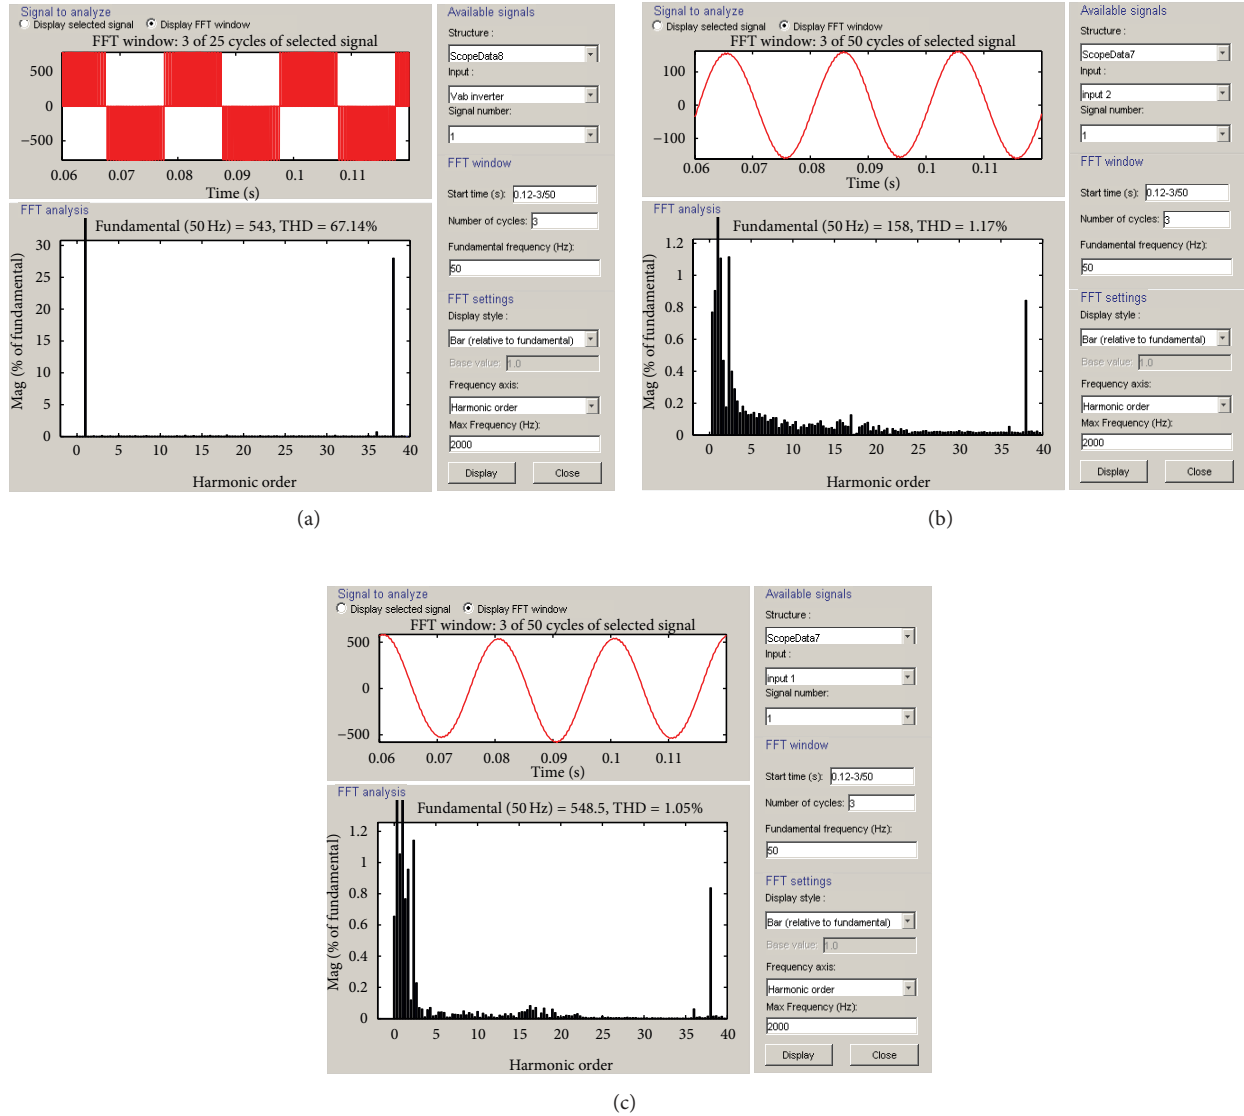 Signal to analyze
Display selected signal Display FFT window
FFT window: 3 of 25 cycles of selected signal
500
0
−500
0.06 0.07 0.08 0.09 0.1 0.11
Time (s)
FFT analysis
Fundamental (50 Hz) = 543, THD = 67.14%
Mag (% of fundamental)
30
25
20
15
10
5
0
0 5 10 15 20 25 30 35 40
Harmonic order
Available signals
Structure :
ScopeData6
Input :
Vab inverter
Signal number:
1
FFT window
Start time (s): 0.12-3/50
Number of cycles: 3
Fundamental frequency (Hz):
50
FFT settings
Display style :
Bar (relative to fundamental)
Base value: 1.0
Frequency axis:
Harmonic order
Max Frequency (Hz):
2000
Display Close
(a)
Signal to analyze
Display selected signal Display FFT window
FFT window: 3 of 50 cycles of selected signal
100
0
−100
0.06 0.07 0.08 0.09 0.1 0.11
Time (s)
FFT analysis
Fundamental (50 Hz) = 158, THD = 1.17%
Mag (% of fundamental)
1.2
1
0.8
0.6
0.4
0.2
0
0 5 10 15 20 25 30 35 40
Harmonic order
Available signals
Structure :
ScopeData7
Input :
input 2
Signal number:
1
FFT window
Start time (s): 0.12-3/50
Number of cycles: 3
Fundamental frequency (Hz):
50
FFT settings
Display style :
Bar (relative to fundamental)
Base value: 1.0
Frequency axis:
Harmonic order
Max Frequency (Hz):
2000
Display Close
(b)
Signal to analyze
Display selected signal Display FFT window
FFT window: 3 of 50 cycles of selected signal
500
0
−500
0.06 0.07 0.08 0.09 0.1 0.11
Time (s)
FFT analysis
Fundamental (50 Hz) = 548.5, THD = 1.05%
Mag (% of fundamental)
1.2
1
0.8
0.6
0.4
0.2
0
0 5 10 15 20 25 30 35 40
Harmonic order
Available signals
Structure :
ScopeData7
Input :
input 1
Signal number:
1
FFT window
Start time (s): 0.12-3/50
Number of cycles: 3
Fundamental frequency (Hz):
50
FFT settings
Display style :
Bar (relative to fundamental)
Base value: 1.0
Frequency axis:
Harmonic order
Max Frequency (Hz):
2000
Display Close
(c)